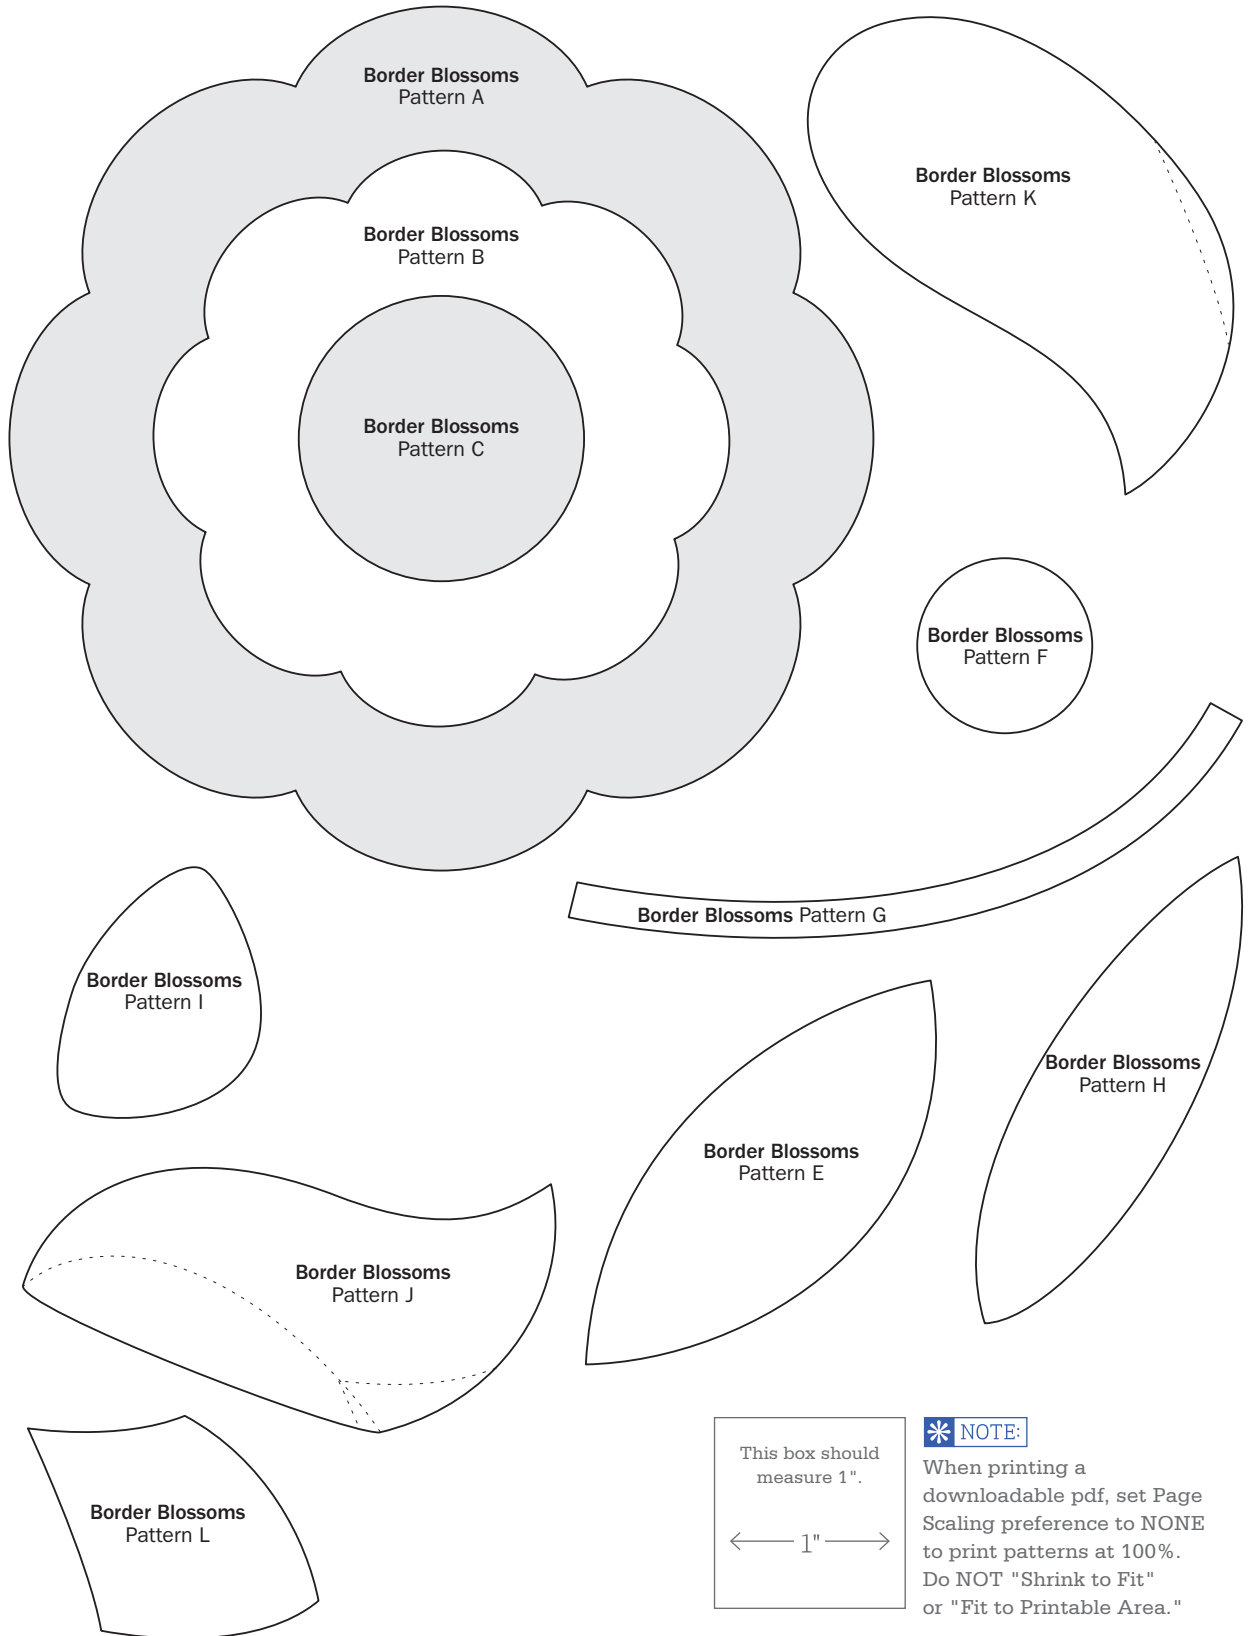 Border Blossoms
Pattern A
Border Blossoms
Pattern B
Border Blossoms
Pattern C
Border Blossoms
Pattern K
Border Blossoms
Pattern F
Border Blossoms Pattern G
Border Blossoms
Pattern I
Border Blossoms
Pattern H
Border Blossoms
Pattern E
Border Blossoms
Pattern J
Border Blossoms
Pattern L
This box should
measure 1".
1"
NOTE:
When printing a
downloadable pdf, set Page
Scaling preference to NONE
to print patterns at 100%.
Do NOT "Shrink to Fit"
or "Fit to Printable Area."